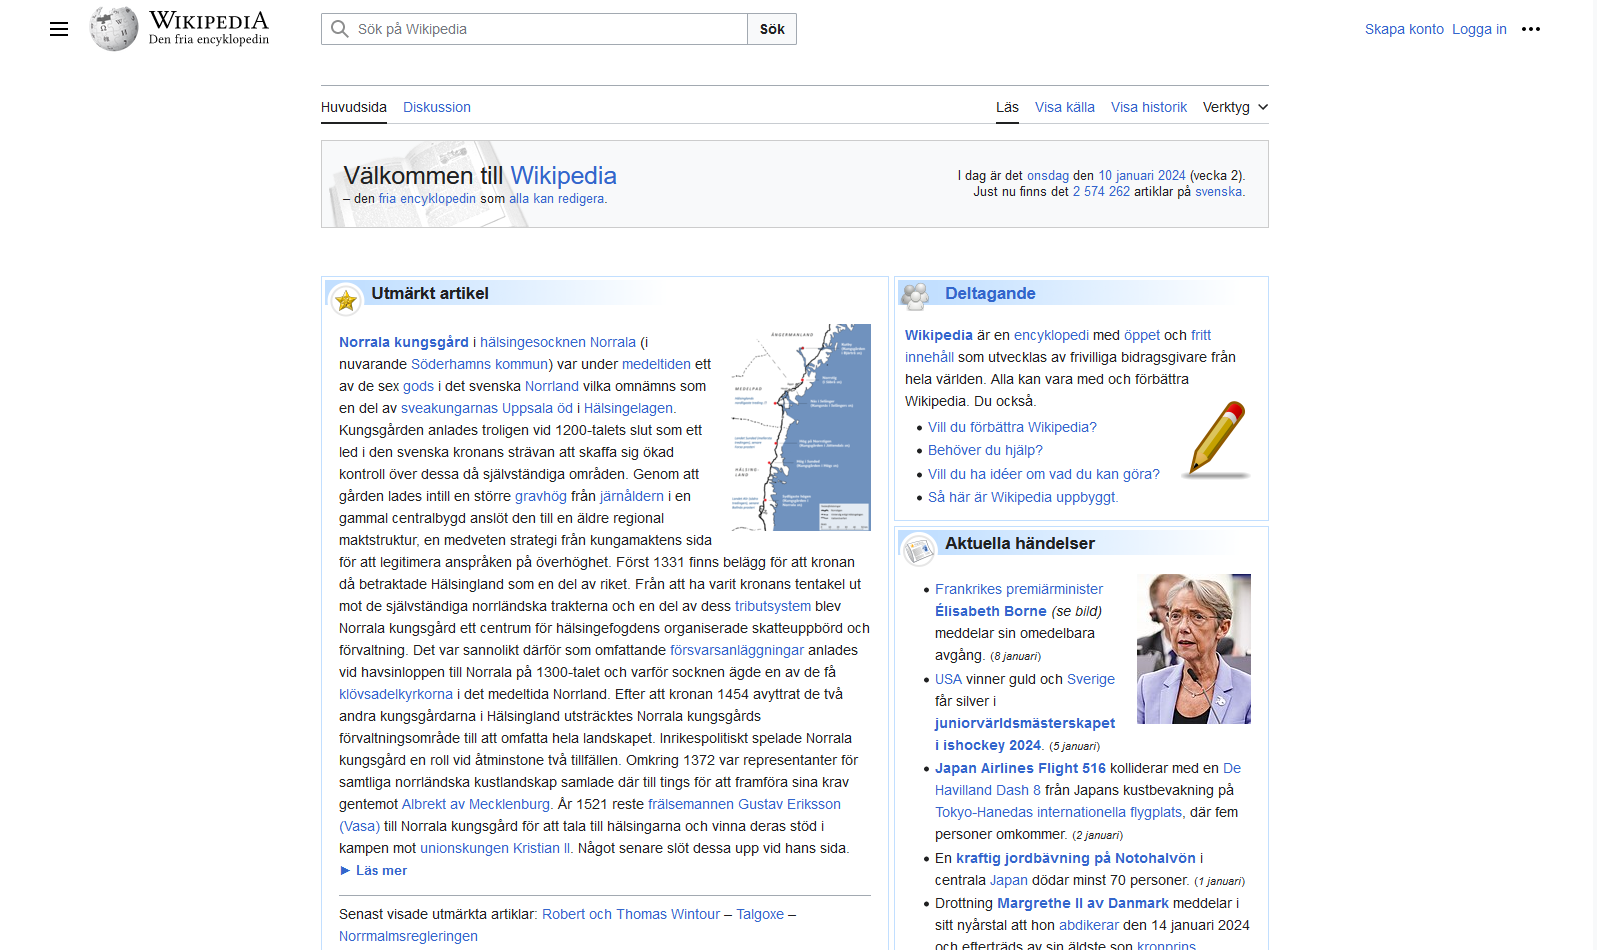 WIKIPEDIA
Den fria encyklopedin
Sök på Wikipedia
Sök
Skapa konto Logga in
Huvudsida Diskussion
Läs Visa källa Visa historik Verktyg
Välkommen till Wikipedia
– den fria encyklopedin som alla kan redigera.
I dag är det onsdag den 10 januari 2024 (vecka 2).
Just nu finns det 2 574 262 artiklar på svenska.
Utmärkt artikel
Norrala kungsgård i hälsingesocknen Norrala (i
nuvarande Söderhamns kommun) var under medeltiden ett
av de sex gods i det svenska Norrland vilka omnämns som
en del av sveakungarnas Uppsala öd i Hälsingelagen.
Kungsgården anlades troligen vid 1200-talets slut som ett
led i den svenska kronans strävan att skaffa sig ökad
kontroll över dessa då självständiga områden. Genom att
gården lades intill en större gravhög från järnåldern i en
gammal centralbygd anslöt den till en äldre regional
maktstruktur, en medveten strategi från kungamaktens sida
för att legitimera anspråken på överhöghet. Först 1331 finns belägg för att kronan
då betraktade Hälsingland som en del av riket. Från att ha varit kronans tentakel ut
mot de självständiga norrländska trakterna och en del av dess tributsystem blev
Norrala kungsgård ett centrum för hälsingefogdens organiserade skatteuppbörd och
förvaltning. Det var sannolikt därför som omfattande försvarsanläggningar anlades
vid havsinloppen till Norrala på 1300-talet och varför socknen ägde en av de få
klövsadelkyrkorna i det medeltida Norrland. Efter att kronan 1454 avyttrat de två
andra kungsgårdarna i Hälsingland utsträcktes Norrala kungsgårds
förvaltningsområde till att omfatta hela landskapet. Inrikespolitiskt spelade Norrala
kungsgård en roll vid åtminstone två tillfällen. Omkring 1372 var representanter för
samtliga norrländska kustlandskap samlade där till tings för att framföra sina krav
gentemot Albrekt av Mecklenburg. År 1521 reste frälsemannen Gustav Eriksson
(Vasa) till Norrala kungsgård för att tala till hälsingarna och vinna deras stöd i
kampen mot unionskungen Kristian II. Något senare slöt dessa upp vid hans sida.
► Läs mer
Senast visade utmärkta artiklar: Robert och Thomas Wintour – Talgoxe –
Norrmalmsregleringen
ÅNGERMANLAND
MEDELPAD
HÄLSING-
LAND
Deltagande
Wikipedia är en encyklopedi med öppet och fritt
innehåll som utvecklas av frivilliga bidragsgivare från
hela världen. Alla kan vara med och förbättra
Wikipedia. Du också.
• Vill du förbättra Wikipedia?
• Behöver du hjälp?
• Vill du ha idéer om vad du kan göra?
• Så här är Wikipedia uppbyggt.
Aktuella händelser
• Frankrikes premiärminister
Élisabeth Borne (se bild)
meddelar sin omedelbara
avgång. (8 januari)
• USA vinner guld och Sverige
får silver i
juniorvärldsmästerskapet
i ishockey 2024. (5 januari)
• Japan Airlines Flight 516 kolliderar med en De
Havilland Dash 8 från Japans kustbevakning på
Tokyo-Hanedas internationella flygplats, där fem
personer omkommer. (2 januari)
• En kraftig jordbävning på Notohalvön i
centrala Japan dödar minst 70 personer. (1 januari)
• Drottning Margrethe II av Danmark meddelar i
sitt nyårstal att hon abdikerar den 14 januari 2024
och efterträds av sin äldste son kronprins